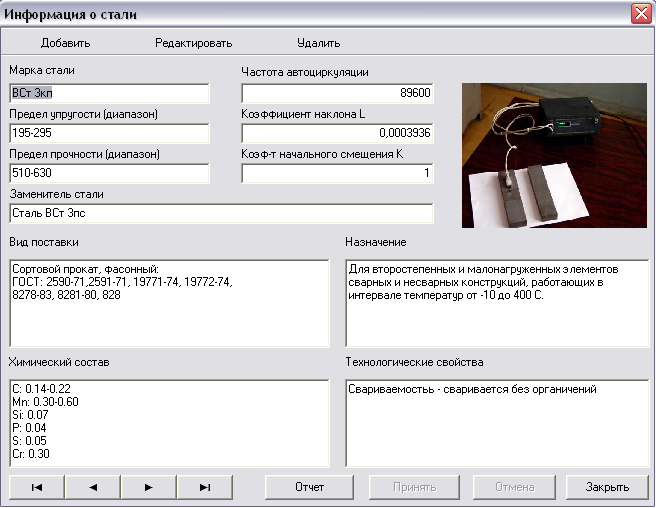 Информация о стали
Добавить Редактировать Удалить
Марка стали
ВСт 3кп
Частота автоциркуляции
89600
Предел упругости (диапазон)
195-295
Коэффициент наклона L
0,0003936
Предел прочности (диапазон)
510-630
Коэф-т начального смещения К
1
Заменитель стали
Сталь ВСт 3пс
Вид поставки
Сортовой прокат, фасонный:
ГОСТ: 2590-71,2591-71, 19771-74, 19772-74,
8278-83, 8281-80, 828
Назначение
Для второстепенных и малонагруженных элементов
сварных и несварных конструкций, работающих в
интервале температур от -10 до 400 С.
Химический состав
C: 0.14-0.22
Mn: 0.30-0.60
Si: 0.07
P: 0.04
S: 0.05
Cr: 0.30
Технологические свойства
Свариваемостьь - сваривается без органичений
Отчет Принять Отмена Закрыть